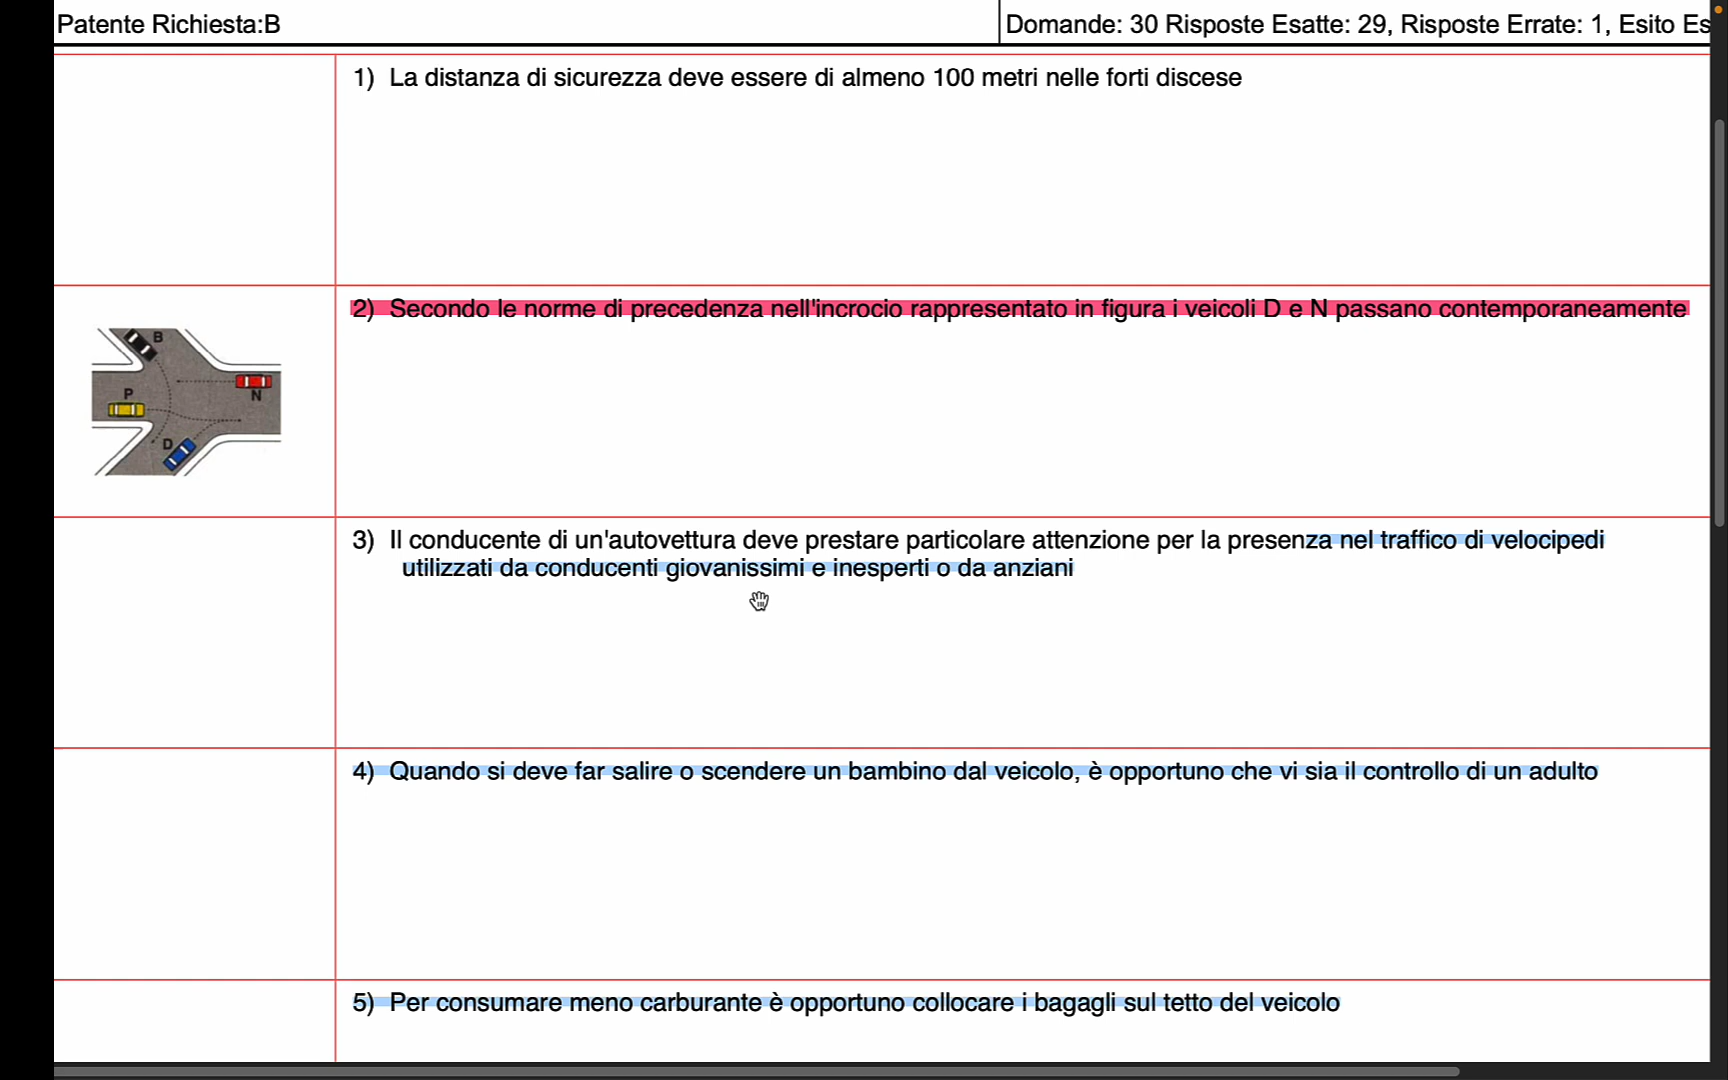 Patente Richiesta:B
Domande: 30 Risposte Esatte: 29, Risposte Errate: 1, Esito Es
1) La distanza di sicurezza deve essere di almeno 100 metri nelle forti discese
2) Secondo le norme di precedenza nell'incrocio rappresentato in figura i veicoli D e N passano contemporaneamente
B
P
N
D
3) Il conducente di un'autovettura deve prestare particolare attenzione per la presenza nel traffico di velocipedi
utilizzati da conducenti giovanissimi e inesperti o da anziani
4) Quando si deve far salire o scendere un bambino dal veicolo, è opportuno che vi sia il controllo di un adulto
5) Per consumare meno carburante è opportuno collocare i bagagli sul tetto del veicolo